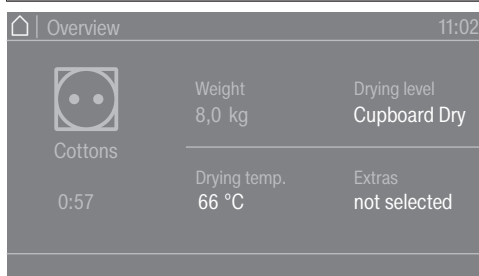 Overview
11:02
Cottons
0:57
Weight
8,0 kg
Drying level
Cupboard Dry
Drying temp.
66 °C
Extras
not selected